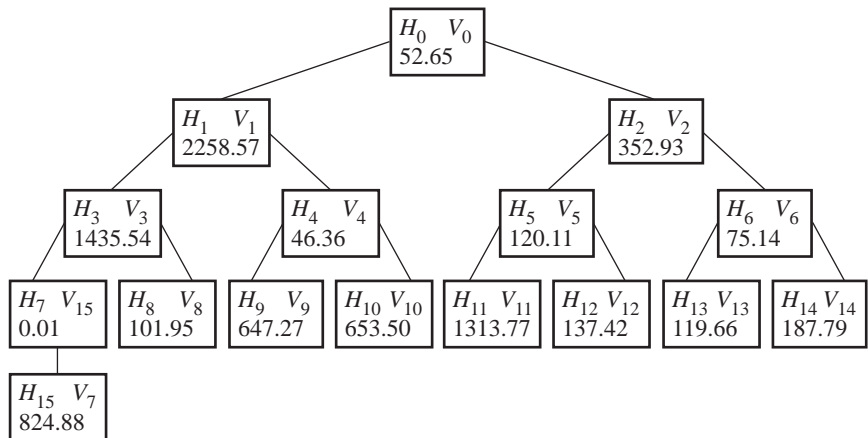 H₀ V₀
52.65
H₁ V₁
2258.57
H₂ V₂
352.93
H₃ V₃
1435.54
H₄ V₄
46.36
H₅ V₅
120.11
H₆ V₆
75.14
H₇ V₁₅
0.01
H₈ V₈
101.95
H₉ V₉
647.27
H₁₀ V₁₀
653.50
H₁₁ V₁₁
1313.77
H₁₂ V₁₂
137.42
H₁₃ V₁₃
119.66
H₁₄ V₁₄
187.79
H₁₅ V₇
824.88